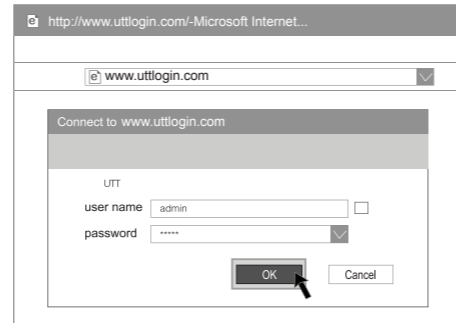 http://www.uttlogin.com/-Microsoft Internet...
www.uttlogin.com
Connect to www.uttlogin.com
UTT
user name admin
password *****
OK Cancel